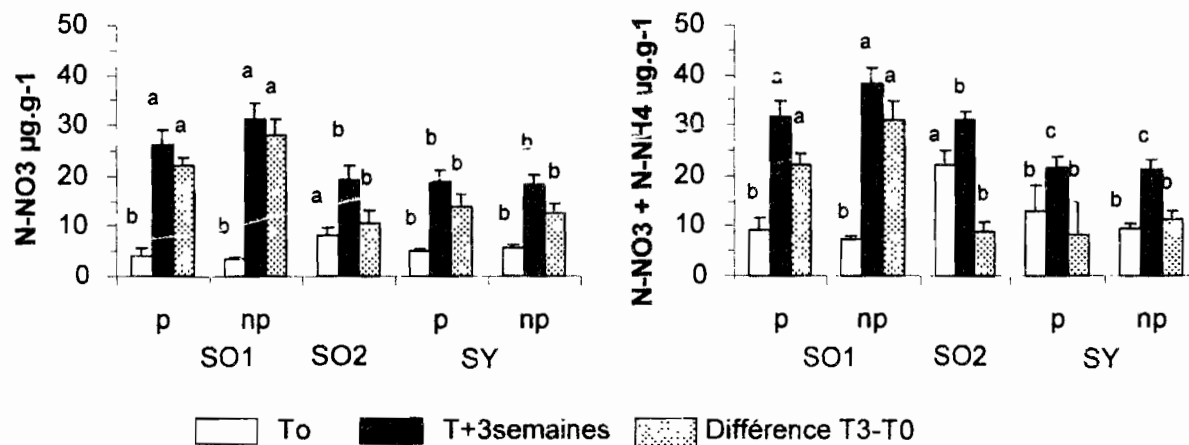 N-NO3 µg.g-1
50
40
30
20
10
0
b a a
b a a
a b b
b b b
b b b
p np p np
SO1 SO2 SY
N-NO3 + N-NH4 ug.g-1
50
40
30
20
10
0
b a a
b a a
a b b
b c b
b c b
p np p np
SO1 SO2 SY
To T+3semaines Différence T3-T0